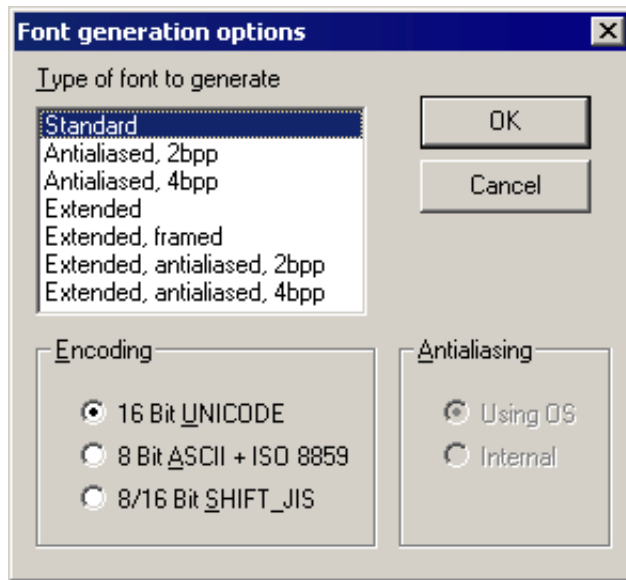 Font generation options
Type of font to generate
Standard
Antialiased, 2bpp
Antialiased, 4bpp
Extended
Extended, framed
Extended, antialiased, 2bpp
Extended, antialiased, 4bpp
OK
Cancel
Encoding
16 Bit UNICODE
8 Bit ASCII + ISO 8859
8/16 Bit SHIFT_JIS
Antialiasing
Using OS
Internal